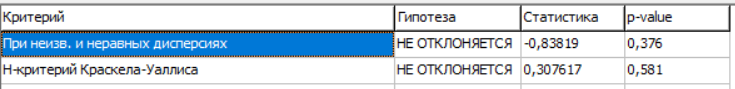 Критерий Гипотеза Статистика p-value
При неизв. и неравных дисперсиях НЕ ОТКЛОНЯЕТСЯ -0,83819 0,376
Н-критерий Краскела-Уаллиса НЕ ОТКЛОНЯЕТСЯ 0,307617 0,581